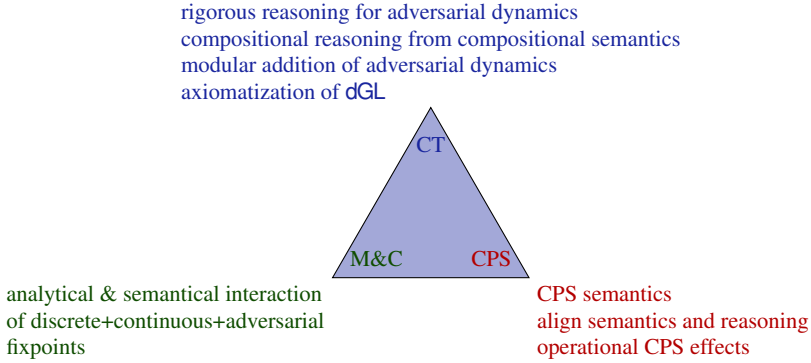 rigorous reasoning for adversarial dynamics
compositional reasoning from compositional semantics
modular addition of adversarial dynamics
axiomatization of dGL
CT
M&C
CPS
analytical & semantical interaction
of discrete+continuous+adversarial
fixpoints
CPS semantics
align semantics and reasoning
operational CPS effects